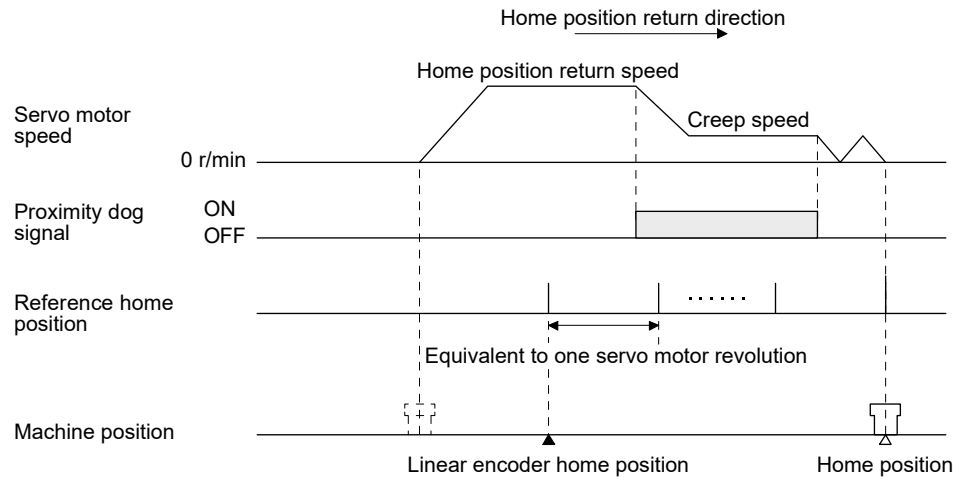 Home position return direction
Home position return speed
Servo motor
speed
Creep speed
0 r/min
Proximity dog
signal
ON
OFF
Reference home
position
......
Equivalent to one servo motor revolution
Machine position
Linear encoder home position
Home position